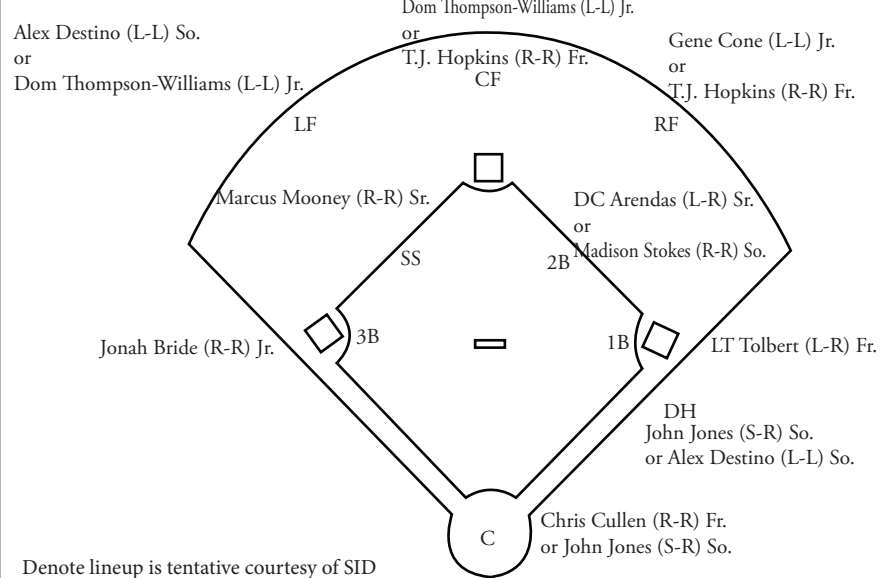 Dom Thompson-Williams (L-L) Jr.
or
T.J. Hopkins (R-R) Fr.
CF
Alex Destino (L-L) So.
or
Dom Thompson-Williams (L-L) Jr.
LF
Gene Cone (L-L) Jr.
or
T.J. Hopkins (R-R) Fr.
RF
Marcus Mooney (R-R) Sr.
SS
DC Arendas (L-R) Sr.
or
Madison Stokes (R-R) So.
2B
Jonah Bride (R-R) Jr.
3B
1B
LT Tolbert (L-R) Fr.
DH
John Jones (S-R) So.
or Alex Destino (L-L) So.
C
Chris Cullen (R-R) Fr.
or John Jones (S-R) So.
Denote lineup is tentative courtesy of SID